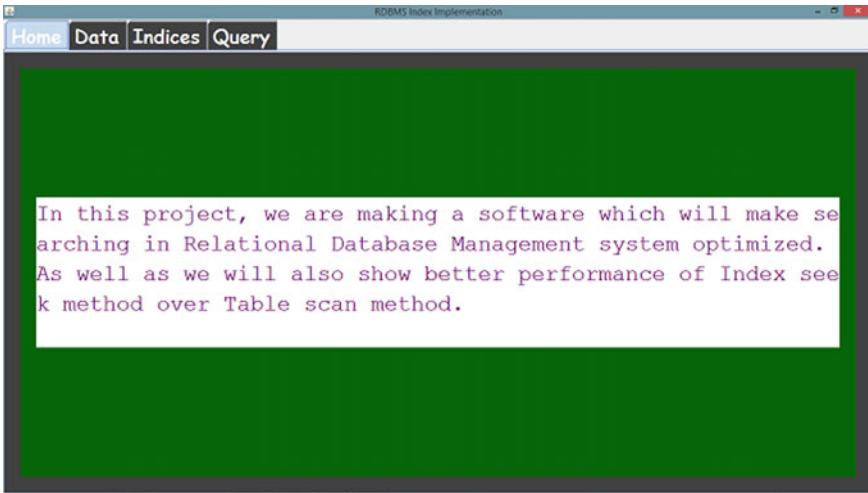 RDBMS Index Implementation
Home Data Indices Query
In this project, we are making a software which will make se
arching in Relational Database Management system optimized.
As well as we will also show better performance of Index see
k method over Table scan method.